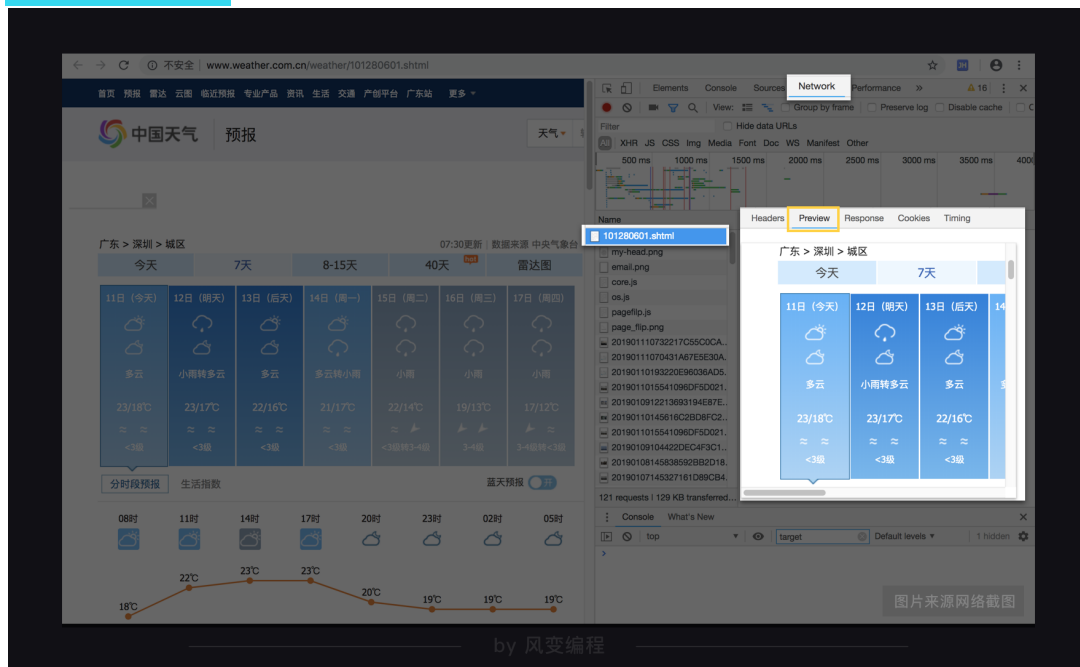 不安全 | www.weather.com.cn/weather/101280601.shtml
首页 预报 雷达 云图 临近预报 专业产品 资讯 生活 交通 产创平台 广东站 更多
中国天气 预报 天气
广东 > 深圳 > 城区 07:30更新 | 数据来源 中央气象台
今天 7天 8-15天 40天 雷达图
11日（今天） 12日（明天） 13日（后天） 14日（周一） 15日（周二） 16日（周三） 17日（周四）
多云 小雨转多云 多云 多云转小雨 小雨 小雨 小雨
23/18℃ 23/17℃ 22/16℃ 21/17℃ 22/14℃ 19/13℃ 17/12℃
<3级 <3级 <3级 <3级 <3级转3-4级 3-4级 3-4级转<3级
分时段预报 生活指数 蓝天预报 开
08时 11时 14时 17时 20时 23时 02时 05时
18℃ 22℃ 23℃ 23℃ 20℃ 19℃ 19℃ 19℃
Elements Console Sources Network Performance » 16
View: Group by frame Preserve log Disable cache
Filter Hide data URLs
All XHR JS CSS Img Media Font Doc WS Manifest Other
500 ms 1000 ms 1500 ms 2000 ms 2500 ms 3000 ms 3500 ms 400
Name
101280601.shtml
my-head.png
email.png
core.js
os.js
pageflip.js
page_flip.png
201901110732217C55C0CA...
20190111070431A67E5E30A.
20190110193220E96036AD5.
2019011015541096DF5D021.
2019010912213693194E87E..
20190110145616C2BD8FC2..
2019011015541096DF5D021.
20190109104422DEC4F3C1..
20190108145838592BB2D18.
20190107145327161D89CB4.
121 requests | 129 KB transferred...
Headers Preview Response Cookies Timing
广东 > 深圳 > 城区
今天 7天
11日（今天） 12日（明天） 13日（后天） 14
多云 小雨转多云 多云
23/18℃ 23/17℃ 22/16℃
<3级 <3级 <3级
Console What's New
top target Default levels 1 hidden
图片来源网络截图
by 风变编程